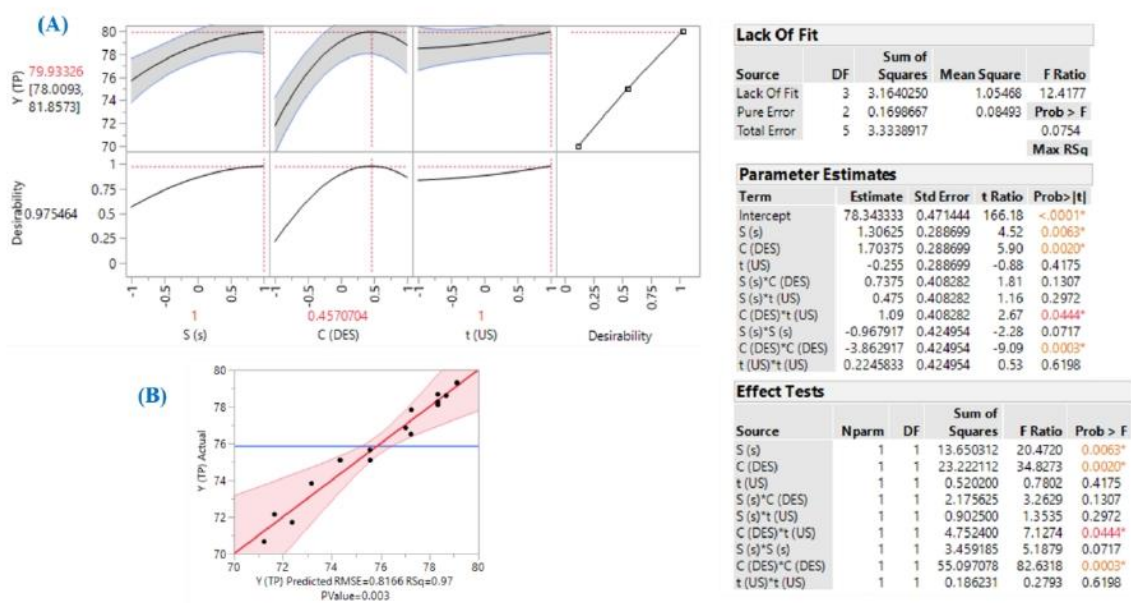 (A)
80
78
76
74
72
70
Y (TP)
79.93326
[78.0093,
81.8573]
Desirability
0.975464
1
0.75
0.5
0.25
0
-1 -0.5 0 0.5 1 -1 -0.5 0 0.5 1 -1 -0.5 0 0.5 1 0 0.25 0.5 0.75 1
1 0.4570704 1
S (s) C (DES) t (US) Desirability
(B)
80
78
76
74
72
70
Y (TP) Actual
70 72 74 76 78 80
Y (TP) Predicted RMSE=0.8166 RSq=0.97
PValue=0.003
Lack Of Fit
Sum of
Source DF Squares Mean Square F Ratio
Lack Of Fit 3 3.1640250 1.05468 12.4177
Pure Error 2 0.1698667 0.08493 Prob > F
Total Error 5 3.3338917 0.0754
Max RSq
Parameter Estimates
Term Estimate Std Error t Ratio Prob>|t|
Intercept 78.343333 0.471444 166.18 <.0001*
S (s) 1.30625 0.288699 4.52 0.0063*
C (DES) 1.70375 0.288699 5.90 0.0020*
t (US) -0.255 0.288699 -0.88 0.4175
S (s)*C (DES) 0.7375 0.408282 1.81 0.1307
S (s)*t (US) 0.475 0.408282 1.16 0.2972
C (DES)*t (US) 1.09 0.408282 2.67 0.0444*
S (s)*S (s) -0.967917 0.424954 -2.28 0.0717
C (DES)*C (DES) -3.862917 0.424954 -9.09 0.0003*
t (US)*t (US) 0.2245833 0.424954 0.53 0.6198
Effect Tests
Sum of
Source Nparm DF Squares F Ratio Prob > F
S (s) 1 1 13.650312 20.4720 0.0063*
C (DES) 1 1 23.222112 34.8273 0.0020*
t (US) 1 1 0.520200 0.7802 0.4175
S (s)*C (DES) 1 1 2.175625 3.2629 0.1307
S (s)*t (US) 1 1 0.902500 1.3535 0.2972
C (DES)*t (US) 1 1 4.752400 7.1274 0.0444*
S (s)*S (s) 1 1 3.459185 5.1879 0.0717
C (DES)*C (DES) 1 1 55.097078 82.6318 0.0003*
t (US)*t (US) 1 1 0.186231 0.2793 0.6198